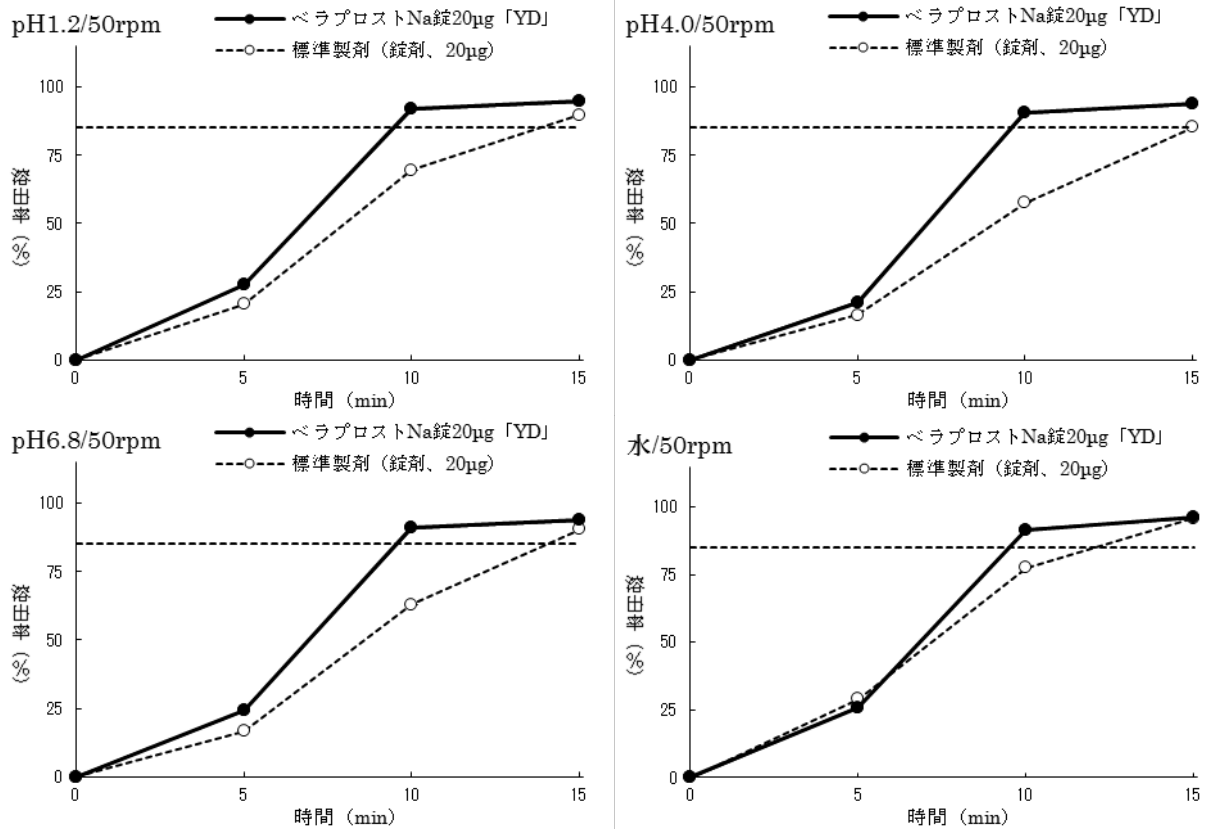 pH1.2/50rpm
ベラプロストNa錠20μg「YD」
標準製剤（錠剤、20μg）
100
75
50
25
0
溶出率（%）
0 5 10 15
時間（min）
pH4.0/50rpm
ベラプロストNa錠20μg「YD」
標準製剤（錠剤、20μg）
100
75
50
25
0
溶出率（%）
0 5 10 15
時間（min）
pH6.8/50rpm
ベラプロストNa錠20μg「YD」
標準製剤（錠剤、20μg）
100
75
50
25
0
溶出率（%）
0 5 10 15
時間（min）
水/50rpm
ベラプロストNa錠20μg「YD」
標準製剤（錠剤、20μg）
100
75
50
25
0
溶出率（%）
0 5 10 15
時間（min）